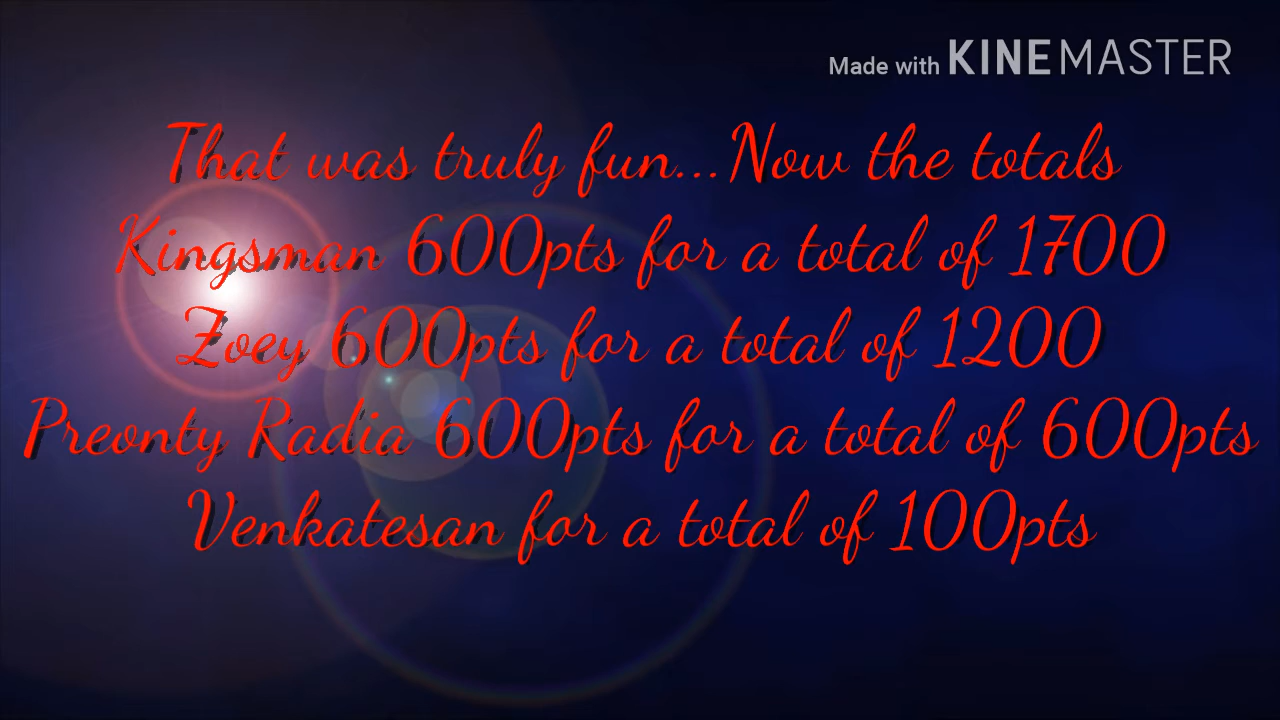 Made with KINEMASTER
That was truly fun...Now the totals
Kingsman 600pts for a total of 1700
Zoey 600pts for a total of 1200
Preonty Radia 600pts for a total of 600pts
Venkatesan for a total of 100pts